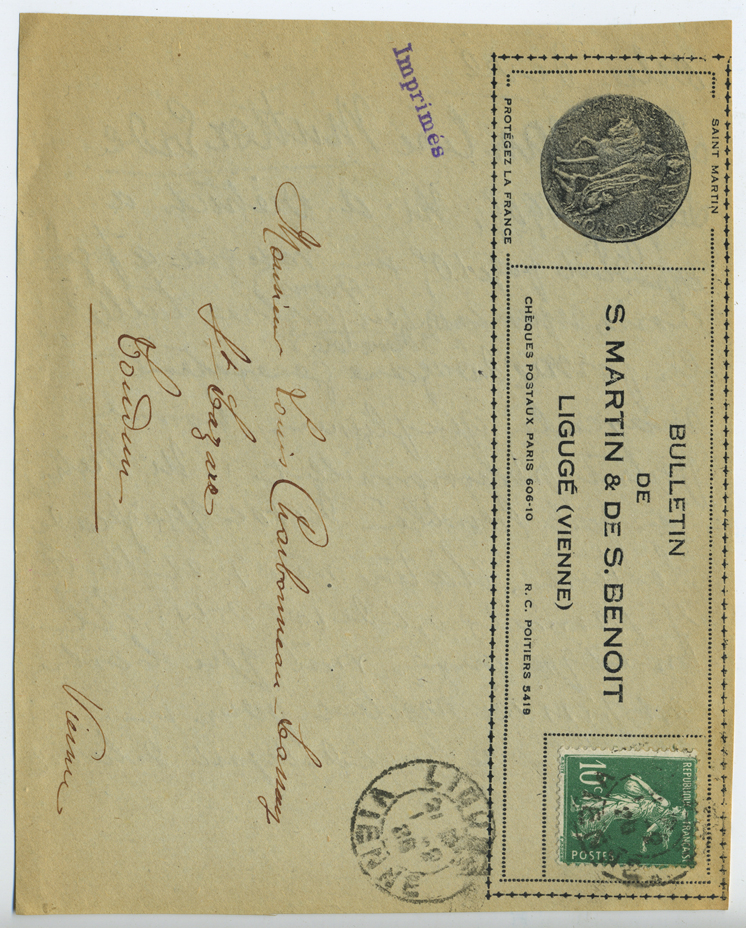 SAINT MARTIN
PROTÉGEZ LA FRANCE
BULLETIN
DE
S. MARTIN & DE S. BENOIT
LIGUGÉ (VIENNE)
CHÈQUES POSTAUX PARIS 606-10 R. C. POITIERS 5419
REPUBLIQUE FRANÇAISE
10c
POSTES
LIGUGÉ
VIENNE
Imprimés
Monsieur Louis Charbonneau-Lassay
St Lazare
Loudun
Vienne